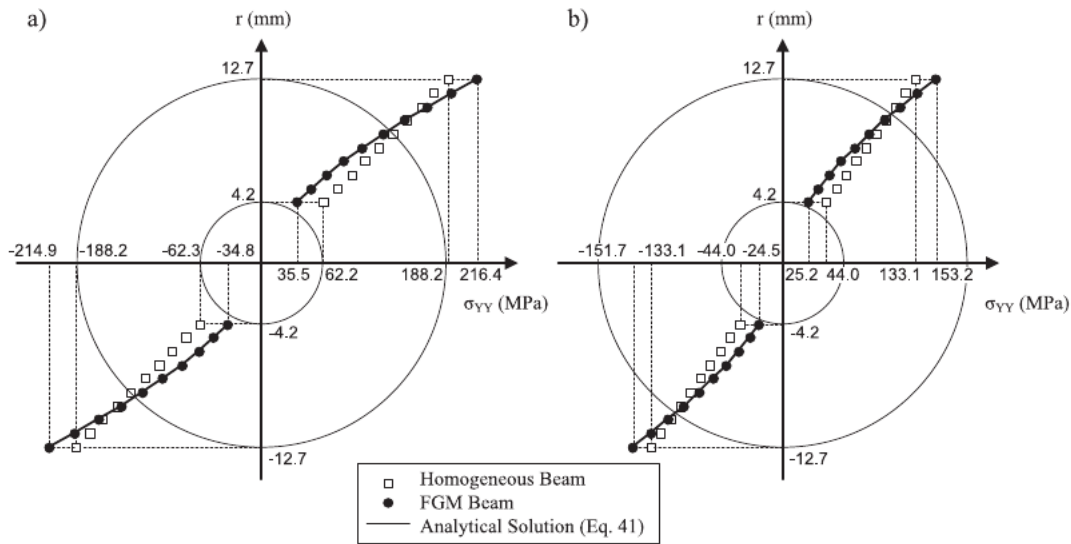 a)
r (mm)
12.7
4.2
-214.9
-188.2
-62.3
-34.8
35.5
62.2
188.2
216.4
σYY (MPa)
-4.2
-12.7
b)
r (mm)
12.7
4.2
-151.7
-133.1
-44.0
-24.5
25.2
44.0
133.1
153.2
σYY (MPa)
-4.2
-12.7
Homogeneous Beam
FGM Beam
Analytical Solution (Eq. 41)